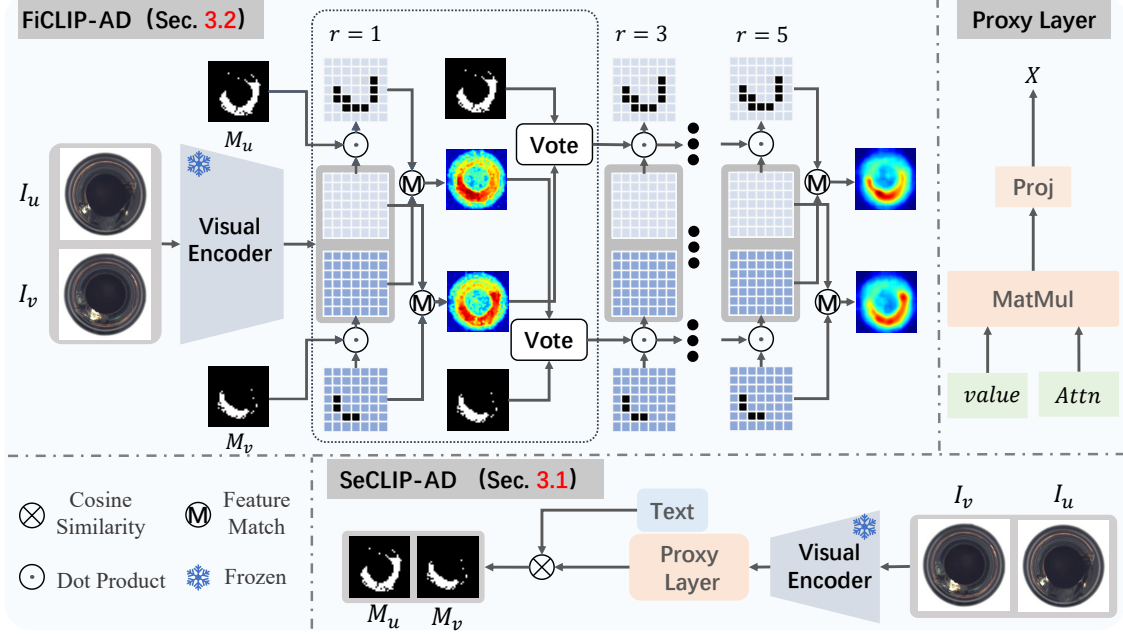 FiCLIP-AD (Sec. 3.2)
r = 1
r = 3
r = 5
Proxy Layer
M_u
Vote
X
I_u
Visual
Encoder
M
M
Proj
I_v
M
M
MatMul
Vote
value
Attn
M_v
SeCLIP-AD (Sec. 3.1)
Cosine
Similarity
M
Feature
Match
Dot Product
Frozen
Text
Proxy
Layer
Visual
Encoder
I_v
I_u
M_u
M_v